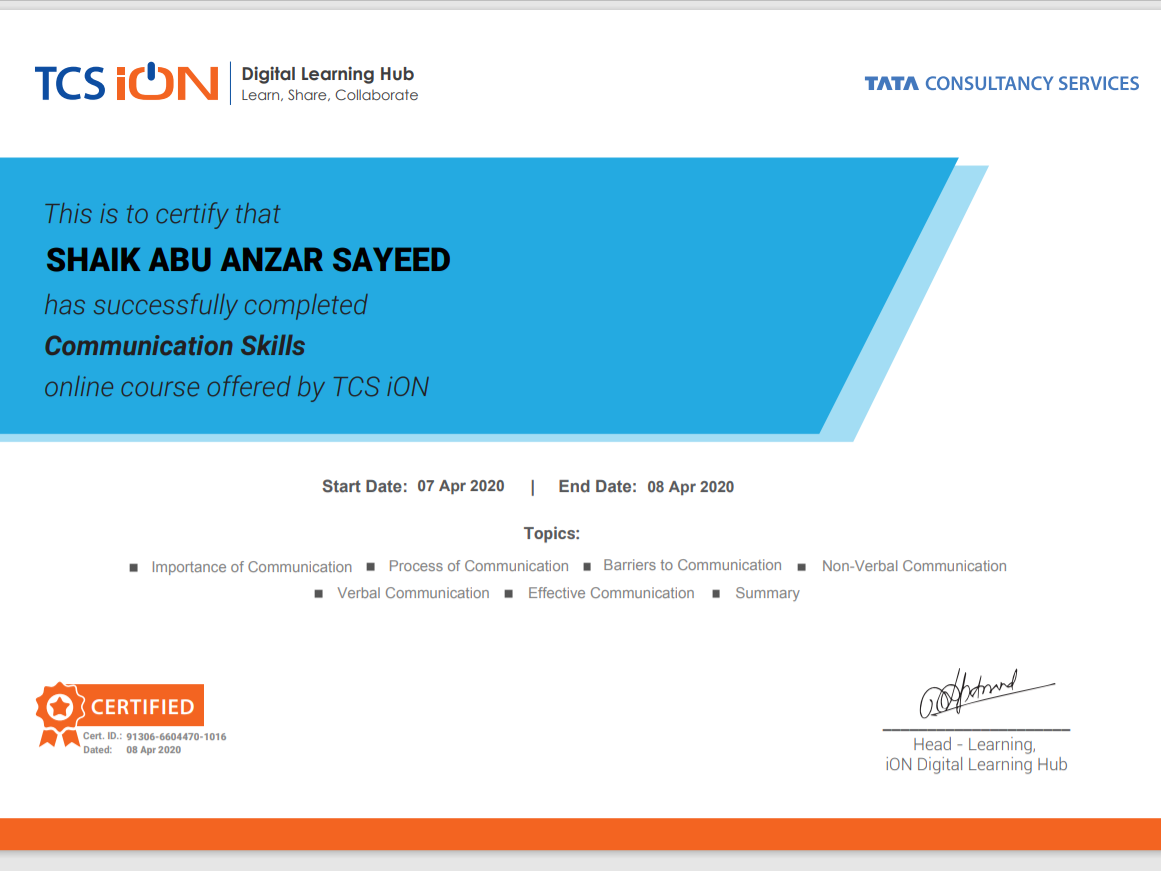 TCS iON
Digital Learning Hub
Learn, Share, Collaborate
TATA CONSULTANCY SERVICES
This is to certify that
SHAIK ABU ANZAR SAYEED
has successfully completed
Communication Skills
online course offered by TCS iON
Start Date: 07 Apr 2020 | End Date: 08 Apr 2020
Topics:
■ Importance of Communication ■ Process of Communication ■ Barriers to Communication ■ Non-Verbal Communication
■ Verbal Communication ■ Effective Communication ■ Summary
CERTIFIED
Cert. ID.: 91306-6604470-1016
Dated: 08 Apr 2020
Head - Learning,
iON Digital Learning Hub